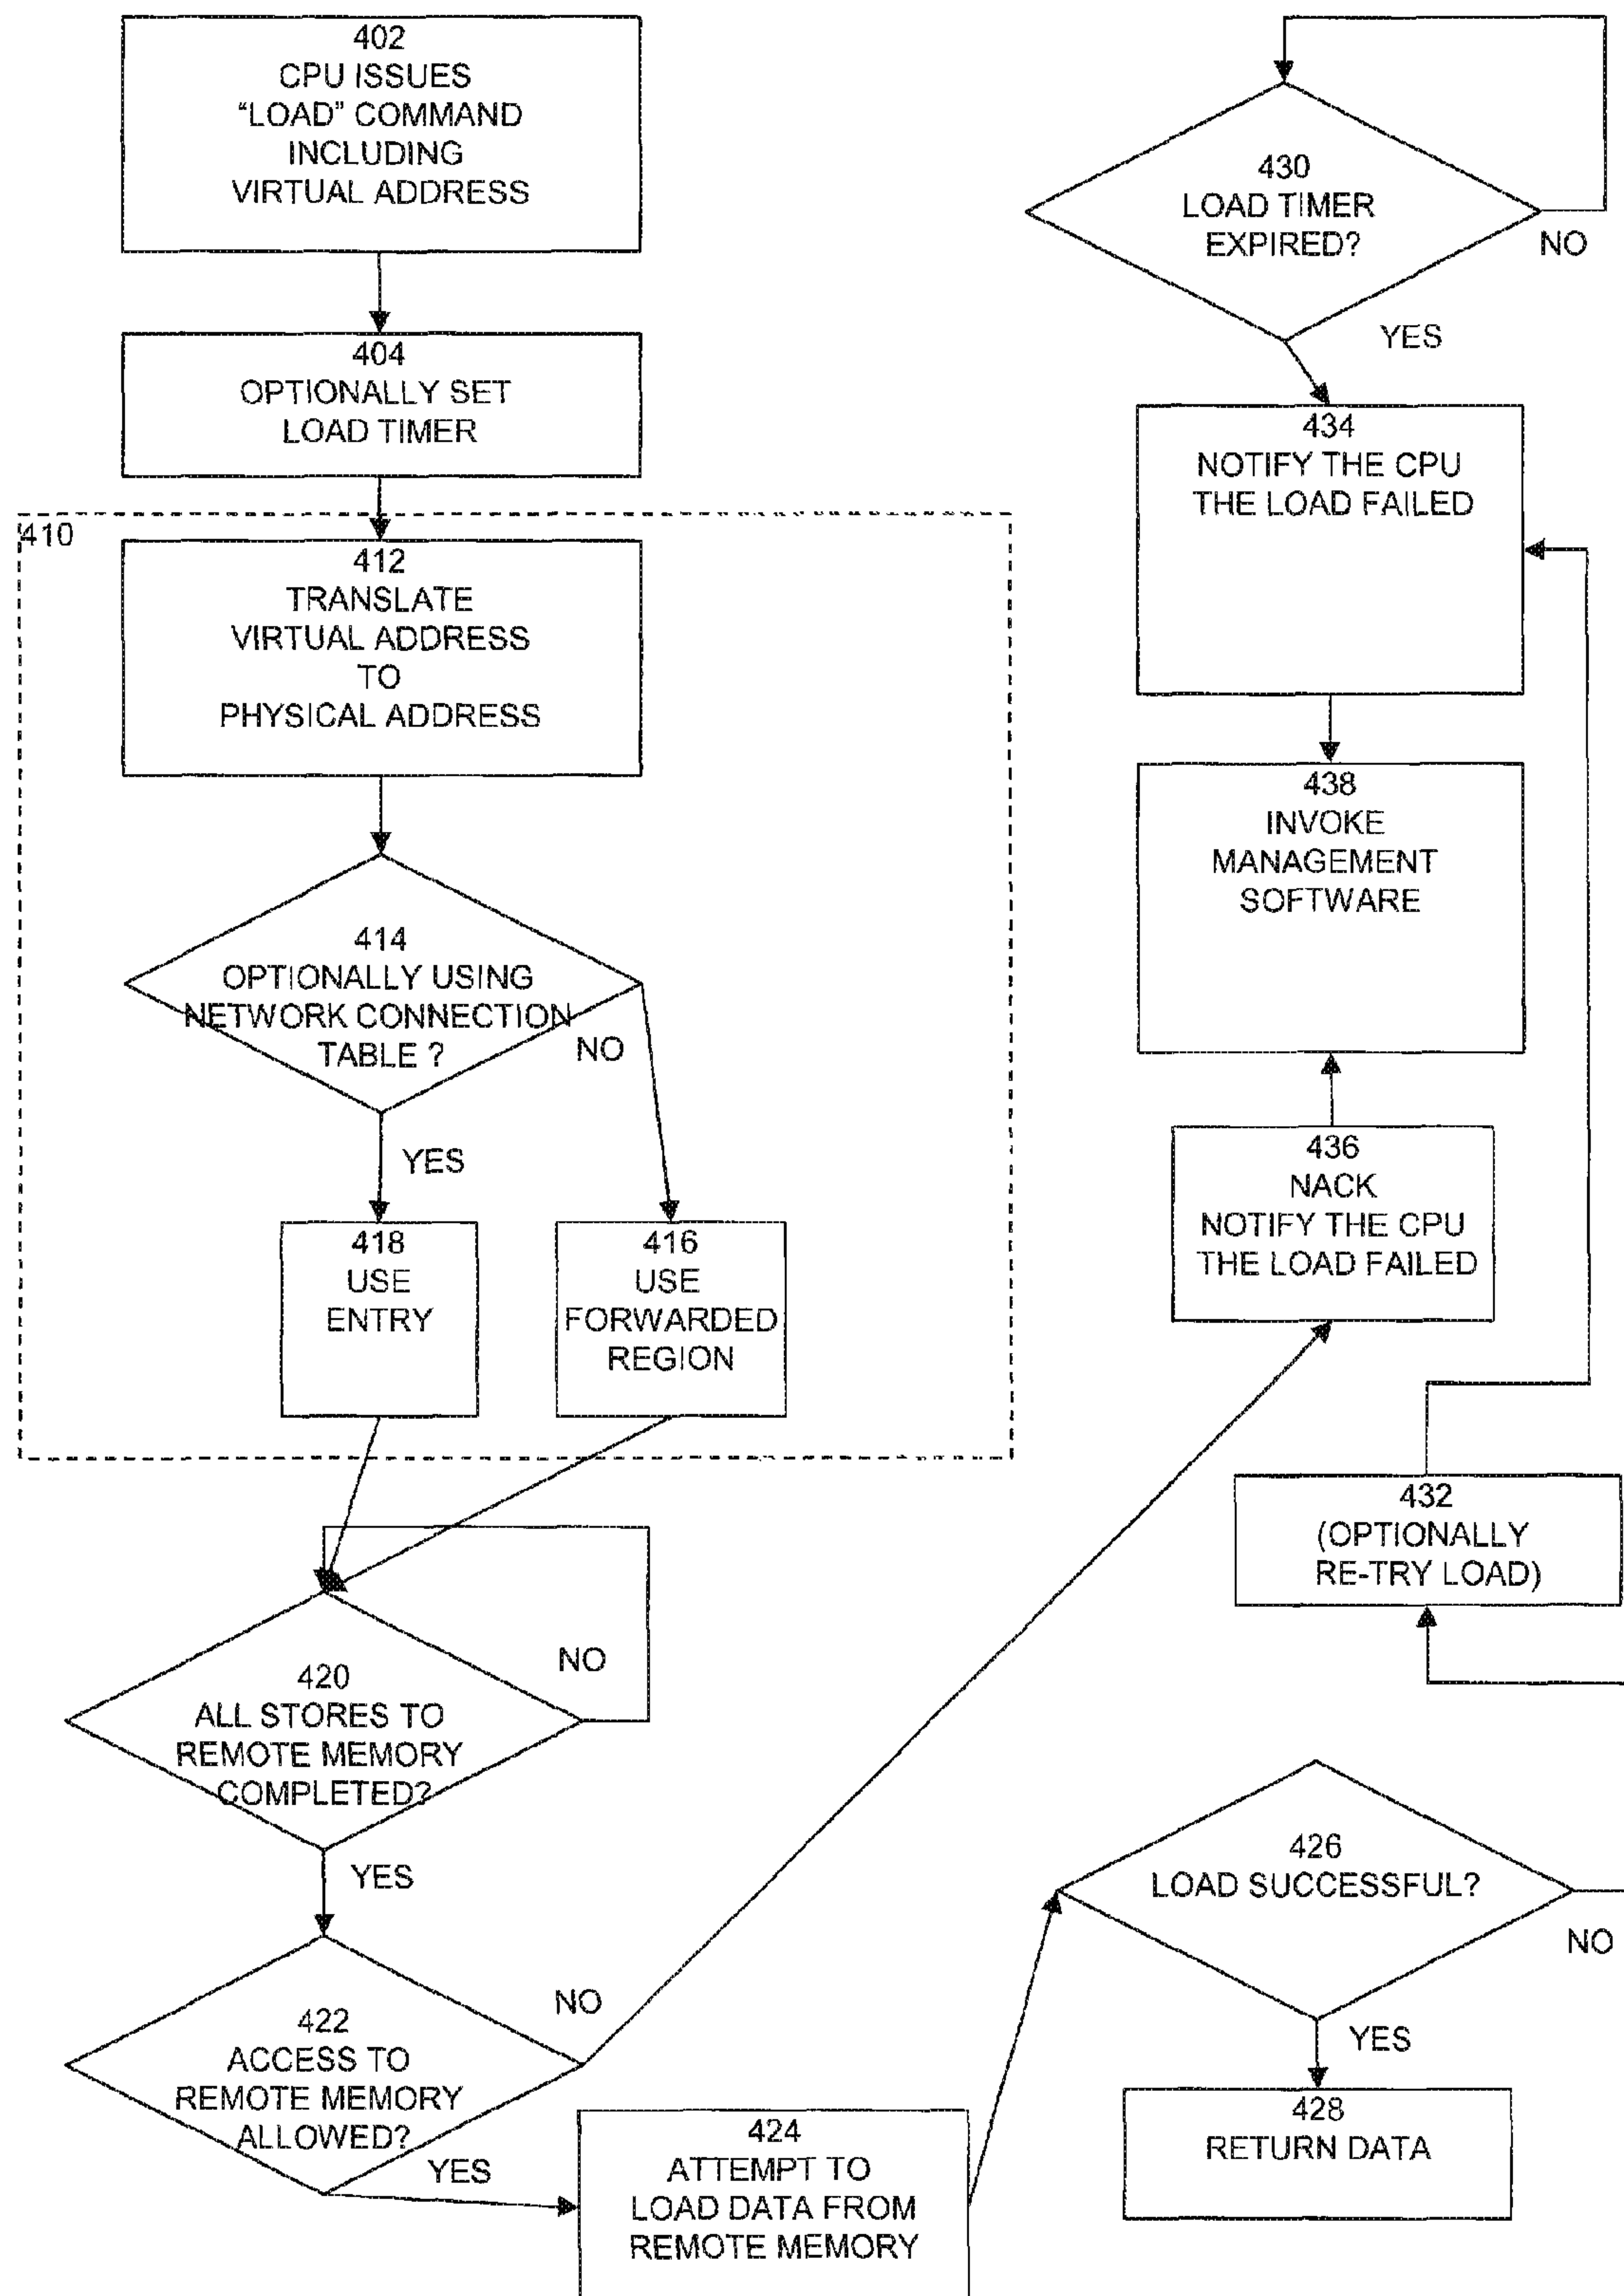 402
CPU ISSUES
“LOAD” COMMAND
INCLUDING
VIRTUAL ADDRESS
404
OPTIONALLY SET
LOAD TIMER
410
412
TRANSLATE
VIRTUAL ADDRESS
TO
PHYSICAL ADDRESS
414
OPTIONALLY USING
NETWORK CONNECTION
TABLE ?
NO
YES
418
USE
ENTRY
416
USE
FORWARDED
REGION
420
ALL STORES TO
REMOTE MEMORY
COMPLETED?
NO
YES
422
ACCESS TO
REMOTE MEMORY
ALLOWED?
NO
YES
424
ATTEMPT TO
LOAD DATA FROM
REMOTE MEMORY
430
LOAD TIMER
EXPIRED?
NO
YES
434
NOTIFY THE CPU
THE LOAD FAILED
438
INVOKE
MANAGEMENT
SOFTWARE
436
NACK
NOTIFY THE CPU
THE LOAD FAILED
432
(OPTIONALLY
RE-TRY LOAD)
426
LOAD SUCCESSFUL?
NO
YES
428
RETURN DATA